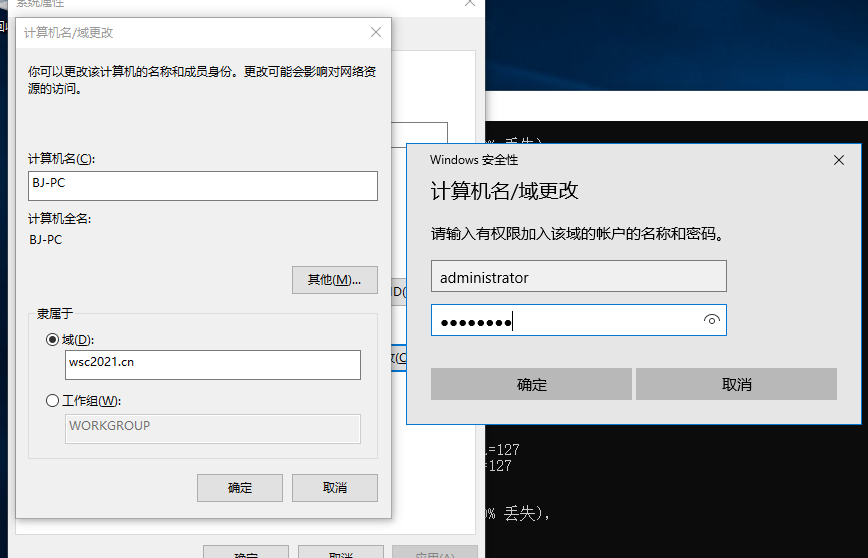 系统属性
计算机名/域更改
你可以更改该计算机的名称和成员身份。更改可能会影响对网络资
源的访问。
计算机名(C):
BJ-PC
计算机全名:
BJ-PC
其他(M)...
隶属于
域(D):
wsc2021.cn
工作组(W):
WORKGROUP
确定
取消
确定
取消
应用(A)
ID(
(C
Windows 安全性
计算机名/域更改
请输入有权限加入该域的帐户的名称和密码。
administrator
●●●●●●●●
确定
取消
% 丢失),
=127
=127
% 丢失),